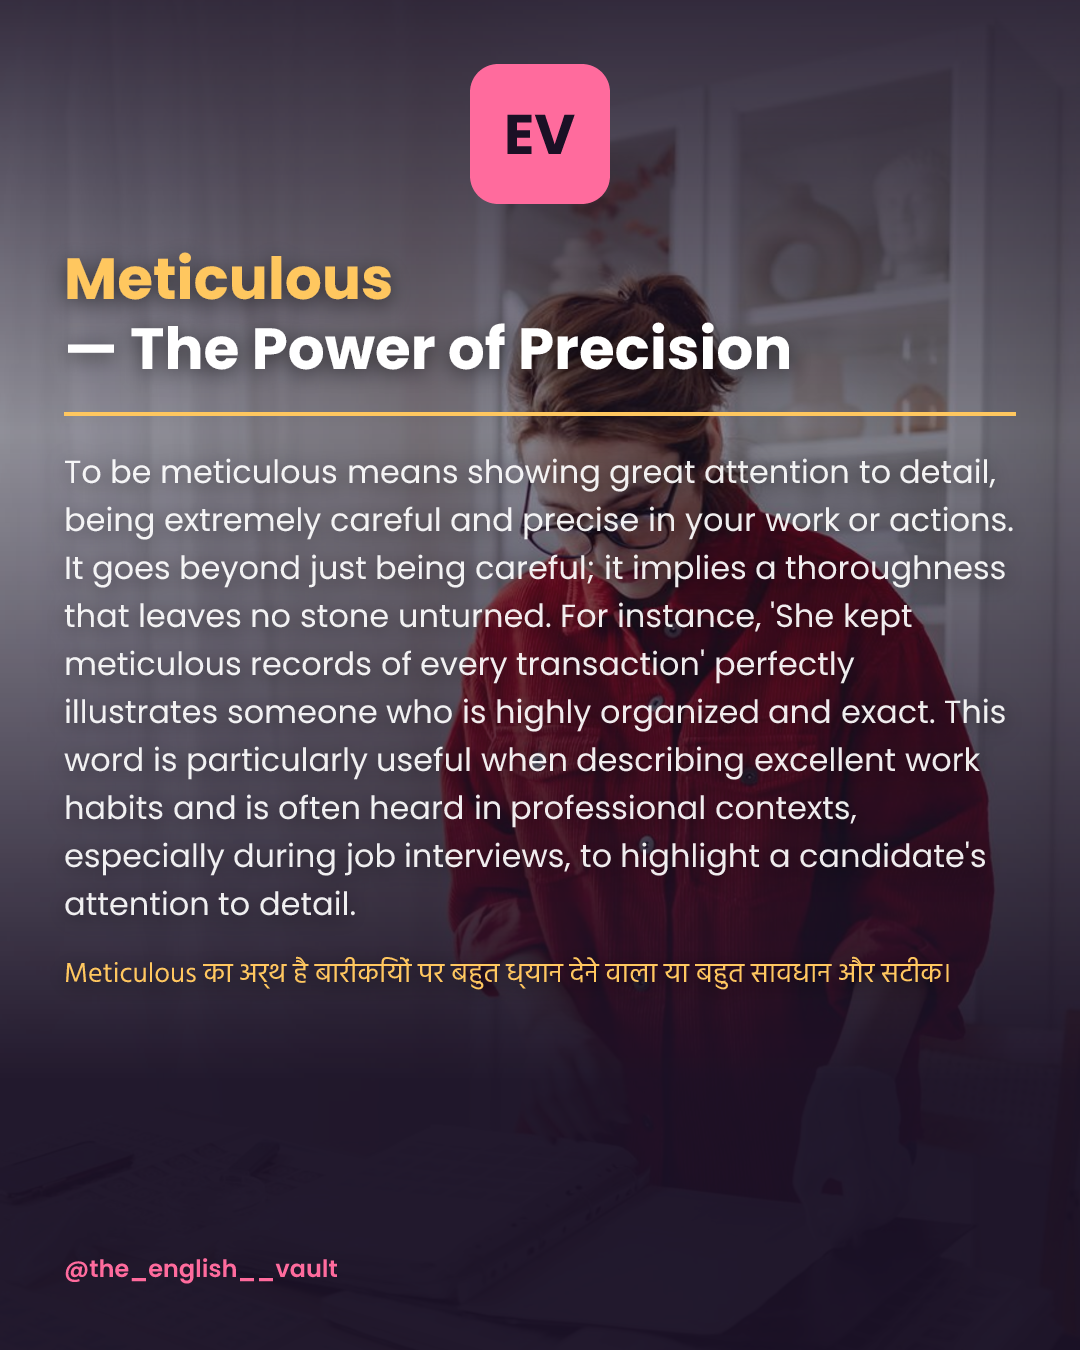 EV
Meticulous
— The Power of Precision
To be meticulous means showing great attention to detail,
being extremely careful and precise in your work or actions.
It goes beyond just being careful; it implies a thoroughness
that leaves no stone unturned. For instance, 'She kept
meticulous records of every transaction' perfectly
illustrates someone who is highly organized and exact. This
word is particularly useful when describing excellent work
habits and is often heard in professional contexts,
especially during job interviews, to highlight a candidate's
attention to detail.
Meticulous का अर्थ है बारीकियों पर बहुत ध्यान देने वाला या बहुत सावधान और सटीक।
@the_english__vault